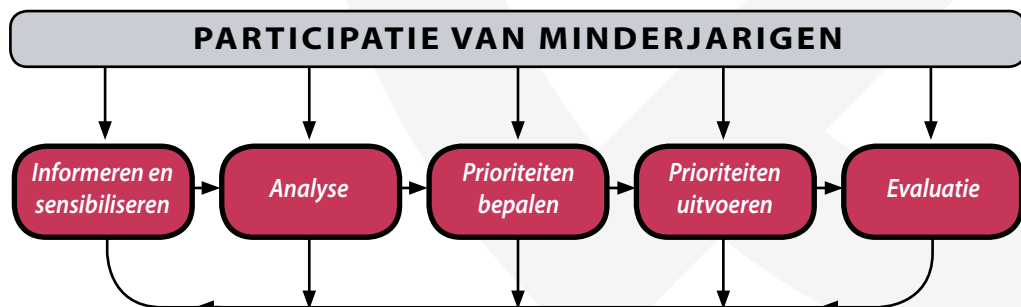 PARTICIPATIE VAN MINDERJARIGEN
Informeren en
sensibiliseren
Analyse
Prioriteiten
bepalen
Prioriteiten
uitvoeren
Evaluatie